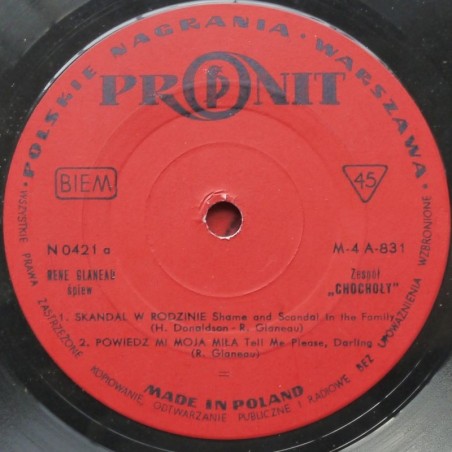 POLSKIE NAGRANIA · WARSZAWA
PRONIT
BIEM
45
N 0421 a
M-4 A-831
RENE GLANEAU
śpiew
Zespół
„CHOCHOŁY"
1. SKANDAL W RODZINIE Shame and Scandal in the Family
(H. Donaldson - R. Glaneau)
2. POWIEDZ MI MOJA MIŁA Tell Me Please, Darling
(R. Glaneau)
=
MADE IN POLAND
WSZYSTKIE PRAWA ZASTRZEŻONE · KOPIOWANIE, ODTWARZANIE PUBLICZNE I RADIOWE BEZ UPOWAŻNIENIA WZBRONIONE